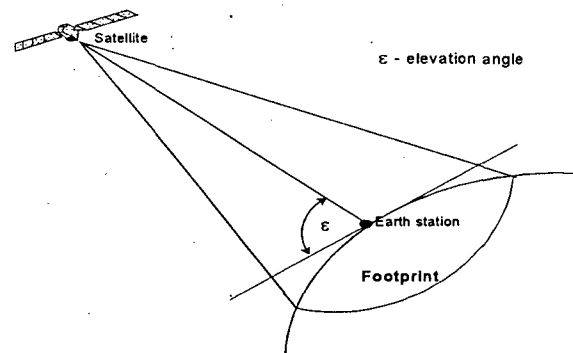 Satellite
ε - elevation angle
ε
Earth station
Footprint